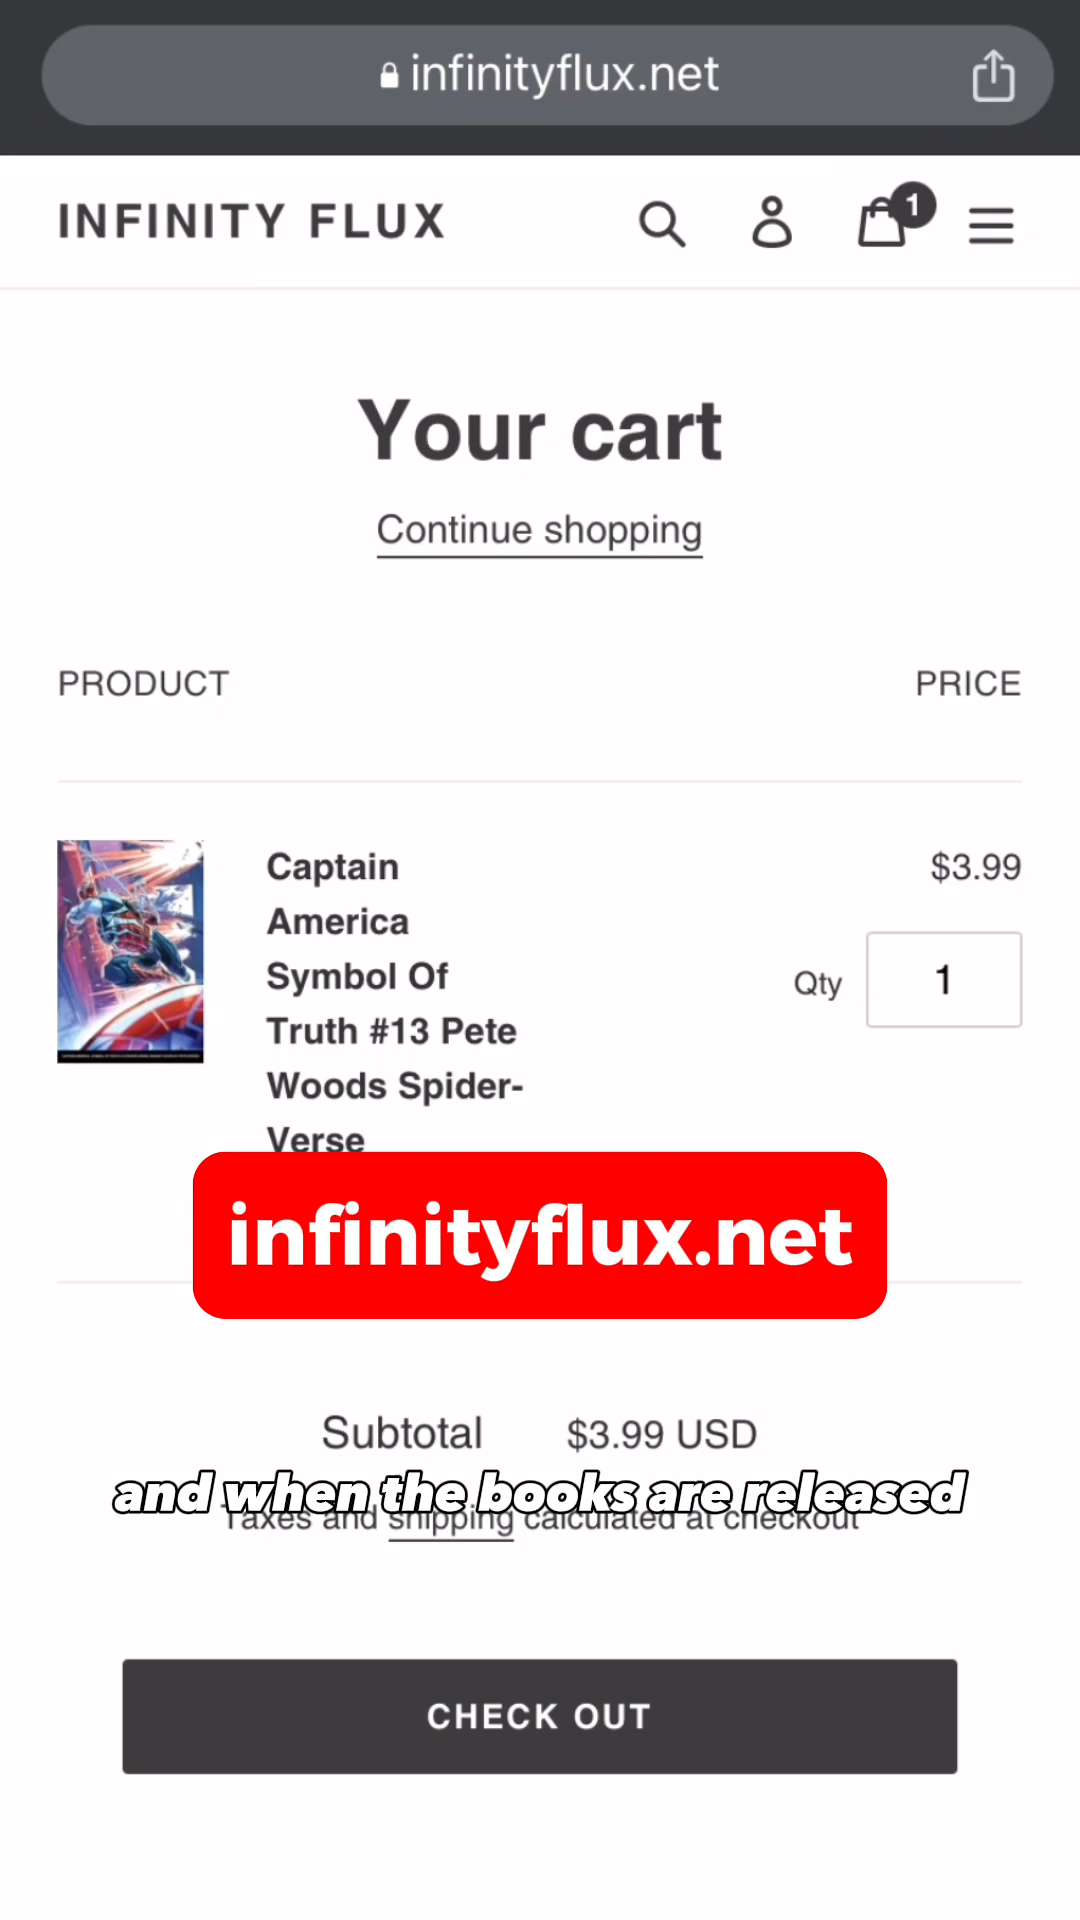 infinityflux.net
INFINITY FLUX
1
Your cart
Continue shopping
PRODUCT PRICE
Captain $3.99
America
Symbol Of
Qty 1
Truth #13 Pete
Woods Spider-
Verse
infinityflux.net
Subtotal $3.99 USD
and when the books are released
Taxes and shipping calculated at checkout
CHECK OUT